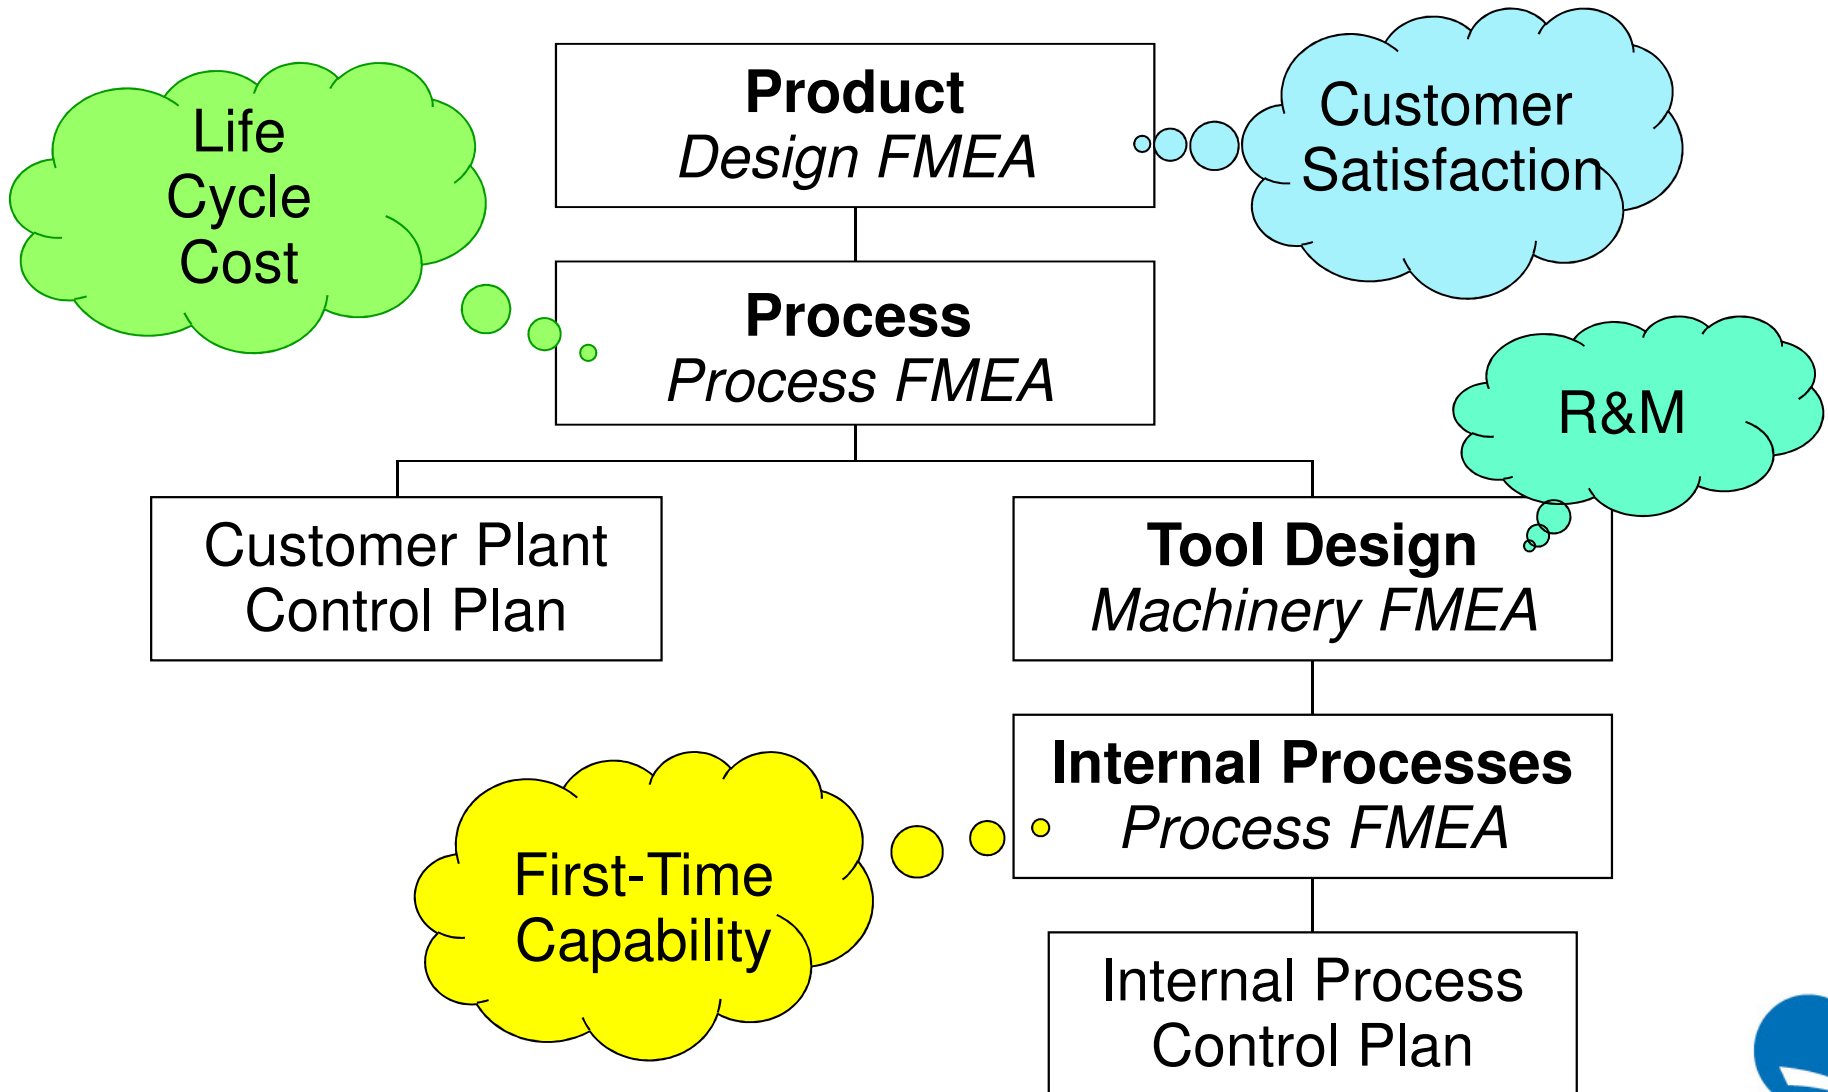 Product
Design FMEA
Customer
Satisfaction
Life
Cycle
Cost
Process
Process FMEA
R&M
Customer Plant
Control Plan
Tool Design
Machinery FMEA
Internal Processes
Process FMEA
First-Time
Capability
Internal Process
Control Plan